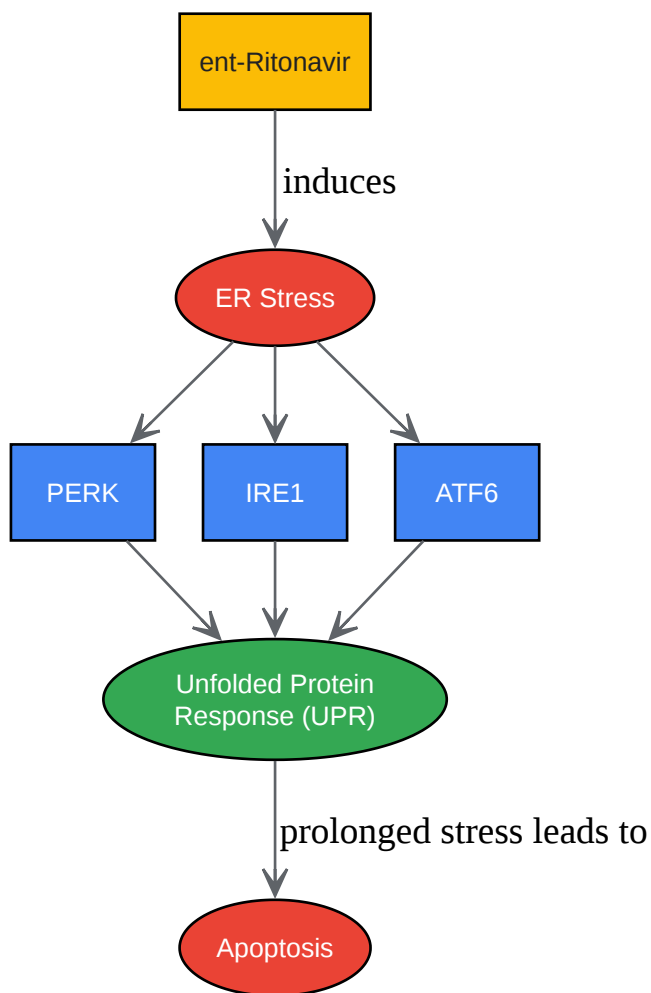 ent-Ritonavir
induces
ER Stress
PERK
IRE1
ATF6
Unfolded Protein
Response (UPR)
prolonged stress leads to
Apoptosis